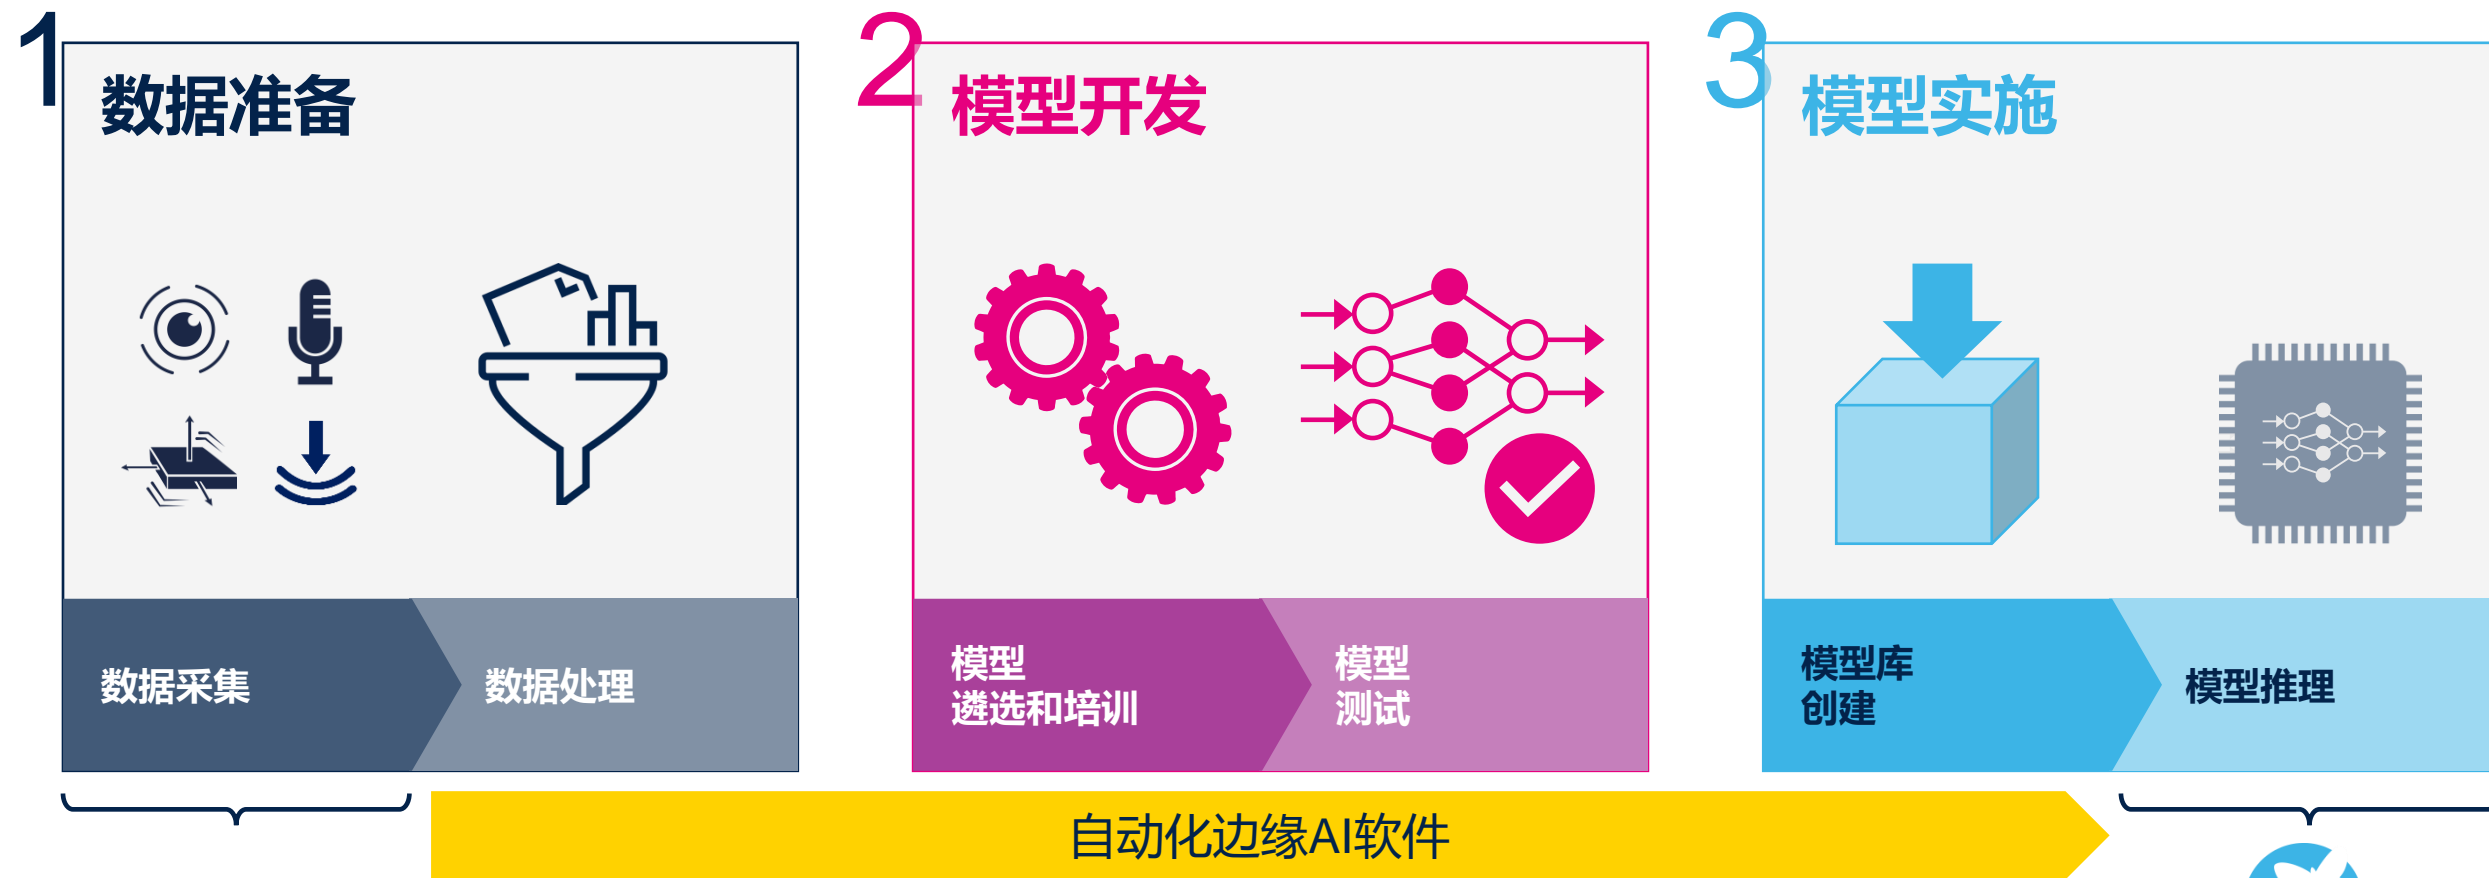 1
数据准备
数据采集
数据处理
2
模型开发
模型
遴选和培训
模型
测试
3
模型实施
模型库
创建
模型推理
自动化边缘AI软件